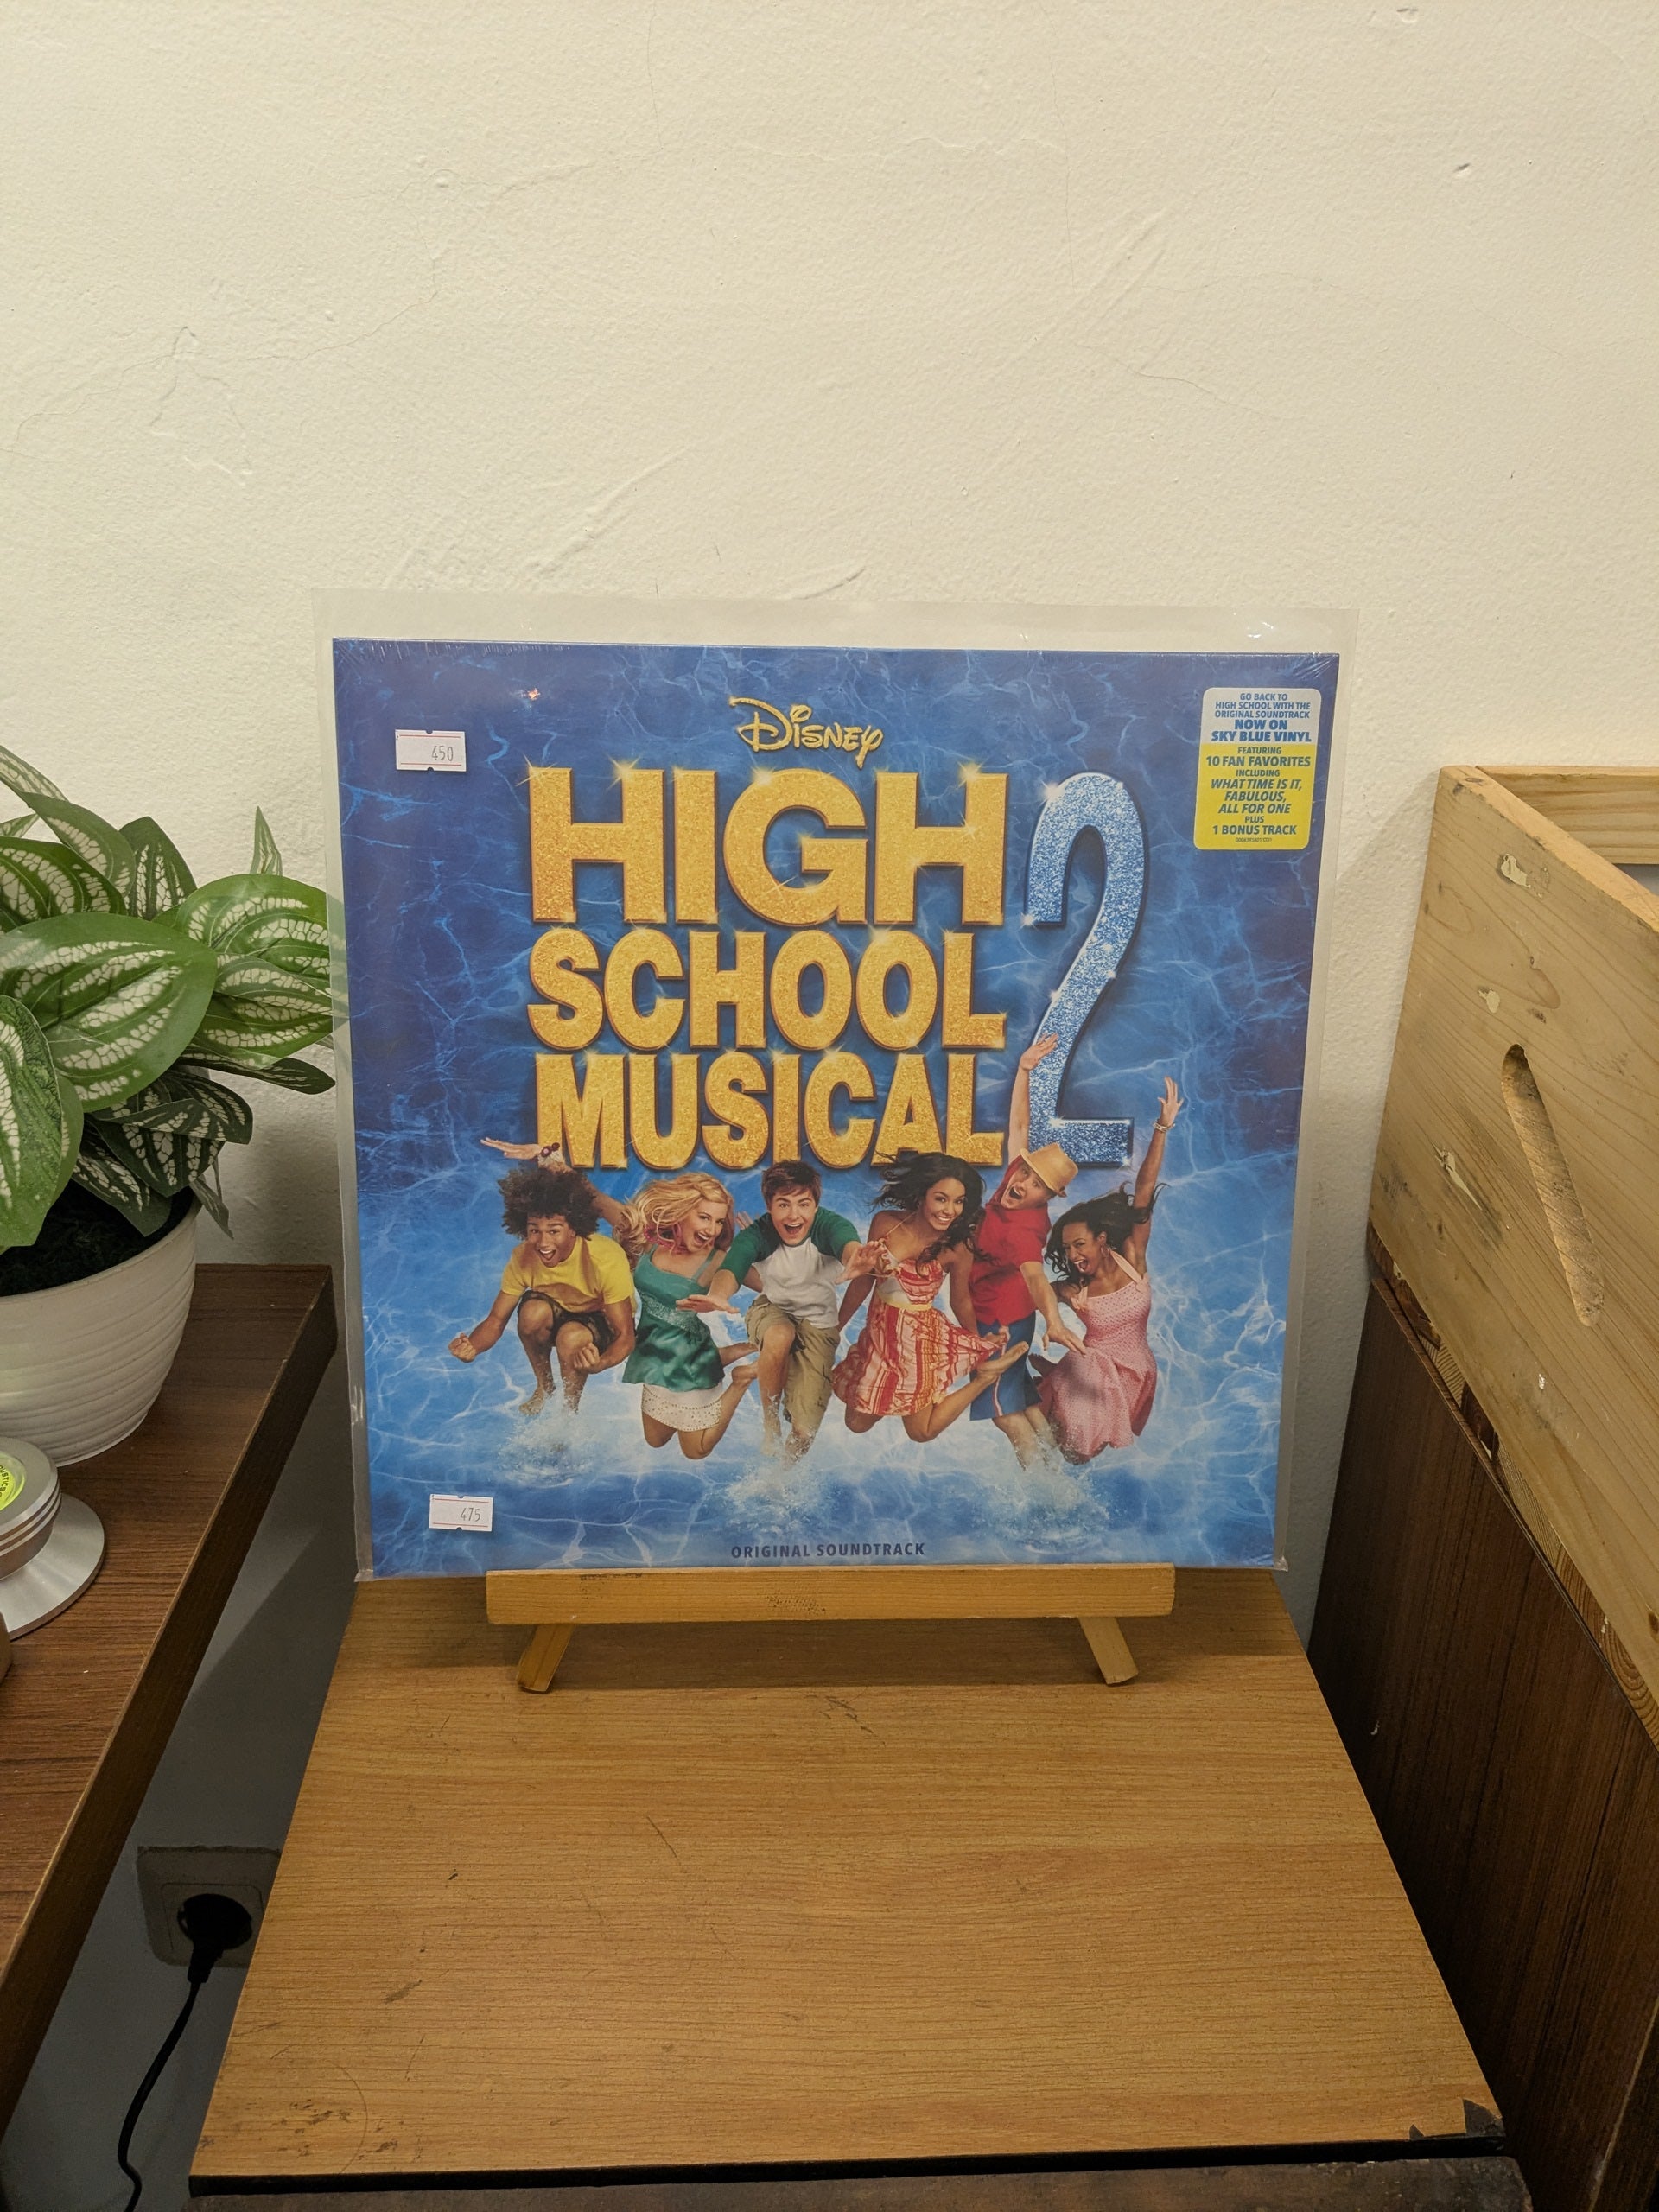 Disney
HIGH
SCHOOL
MUSICAL
2
450
GO BACK TO
HIGH SCHOOL WITH THE
ORIGINAL SOUNDTRACK
NOW ON
SKY BLUE VINYL
FEATURING
10 FAN FAVORITES
INCLUDING
WHAT TIME IS IT,
FABULOUS,
ALL FOR ONE
PLUS
1 BONUS TRACK
475
ORIGINAL SOUNDTRACK